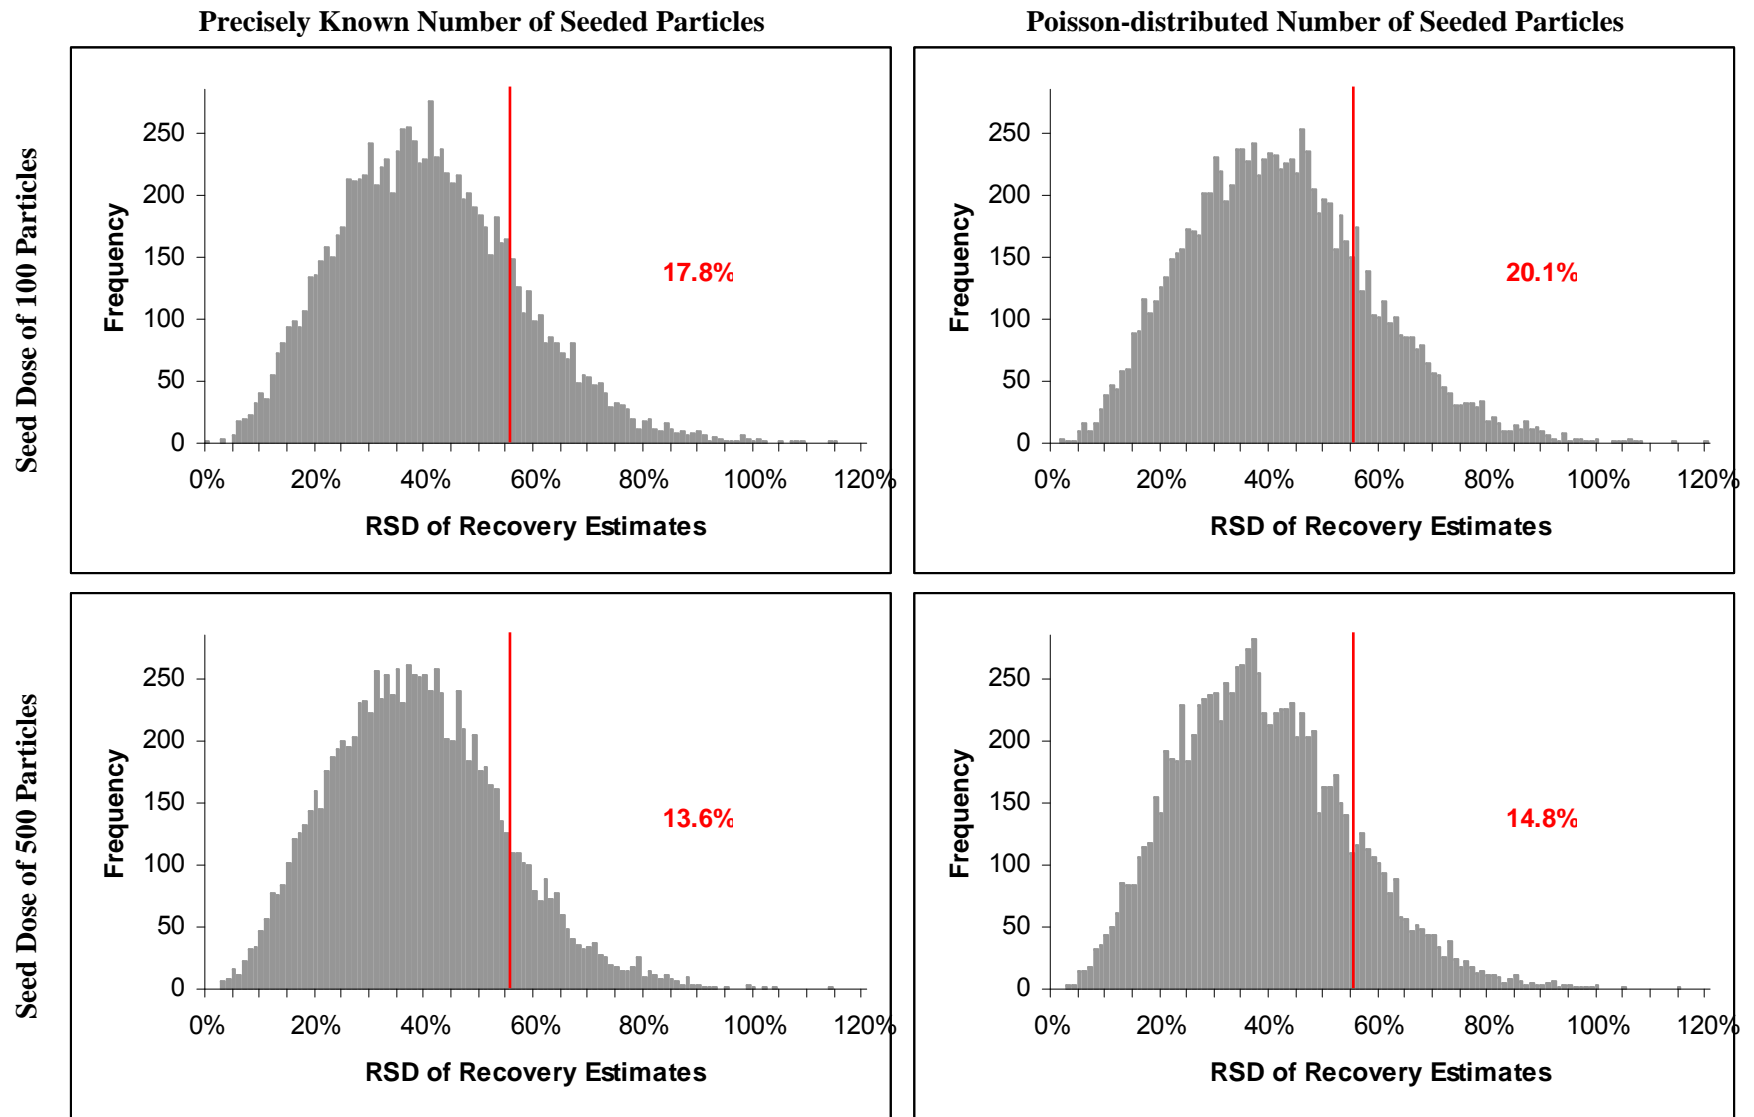 Precisely Known Number of Seeded Particles
Poisson-distributed Number of Seeded Particles
Seed Dose of 100 Particles
Frequency
250
200
150
100
50
0
17.8%
0% 20% 40% 60% 80% 100% 120%
RSD of Recovery Estimates
Frequency
250
200
150
100
50
0
20.1%
0% 20% 40% 60% 80% 100% 120%
RSD of Recovery Estimates
Seed Dose of 500 Particles
Frequency
250
200
150
100
50
0
13.6%
0% 20% 40% 60% 80% 100% 120%
RSD of Recovery Estimates
Frequency
250
200
150
100
50
0
14.8%
0% 20% 40% 60% 80% 100% 120%
RSD of Recovery Estimates